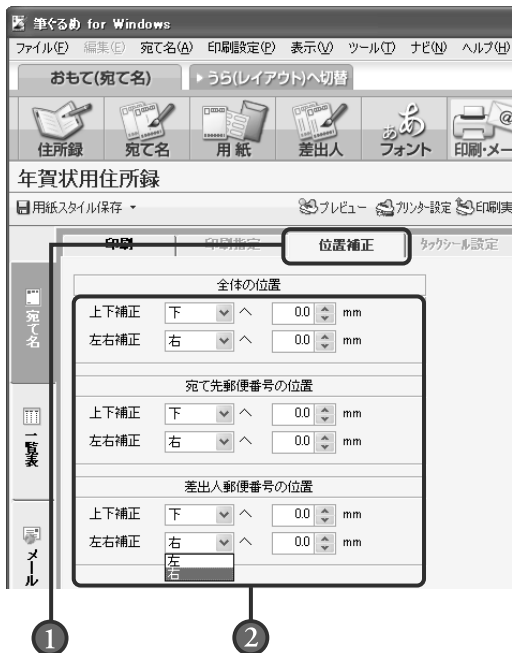 筆ぐるめ for Windows
ファイル(F) 編集(E) 宛て名(A) 印刷設定(P) 表示(V) ツール(T) ナビ(N) ヘルプ(H)
おもて(宛て名) うら(レイアウト)へ切替
住所録 宛て名 用紙 差出人 フォント 印刷・メー
年賀状用住所録
用紙スタイル保存 プレビュー プリンター設定 印刷実
印刷 印刷指定 位置補正 タックシール設定
宛て名
一覧表
メール
全体の位置
上下補正 下 へ 0.0 mm
左右補正 右 へ 0.0 mm
宛て先郵便番号の位置
上下補正 下 へ 0.0 mm
左右補正 右 へ 0.0 mm
差出人郵便番号の位置
上下補正 下 へ 0.0 mm
左右補正 右 へ 0.0 mm
左
右
1 2